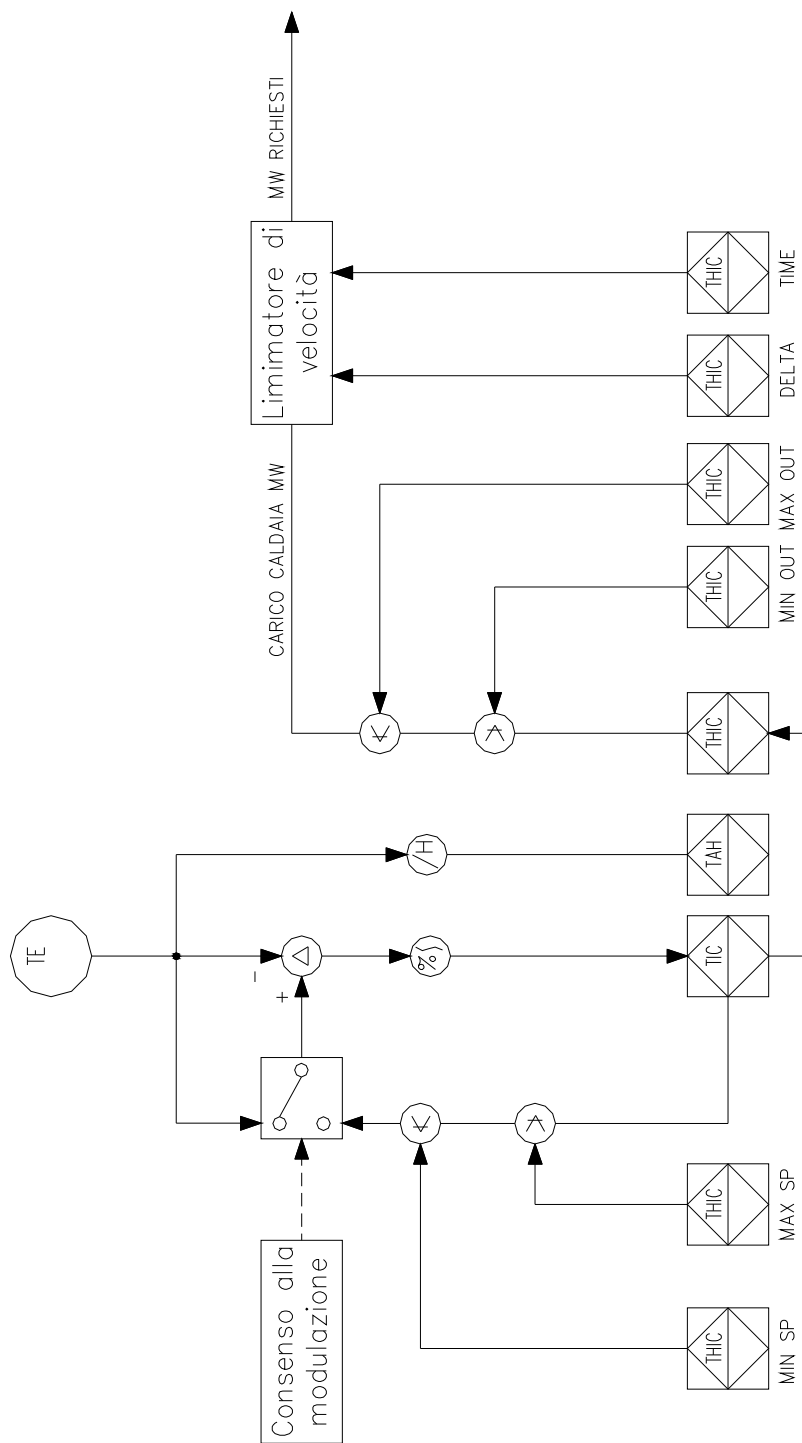 TE
-
+
Consenso alla
modulazione
CARICO CALDAIA MW
Limimatore di
velocità
MW RICHIESTI
%
/H
THIC
MIN SP
THIC
MAX SP
TIC
TAH
THIC
THIC
MIN OUT
THIC
MAX OUT
THIC
DELTA
THIC
TIME